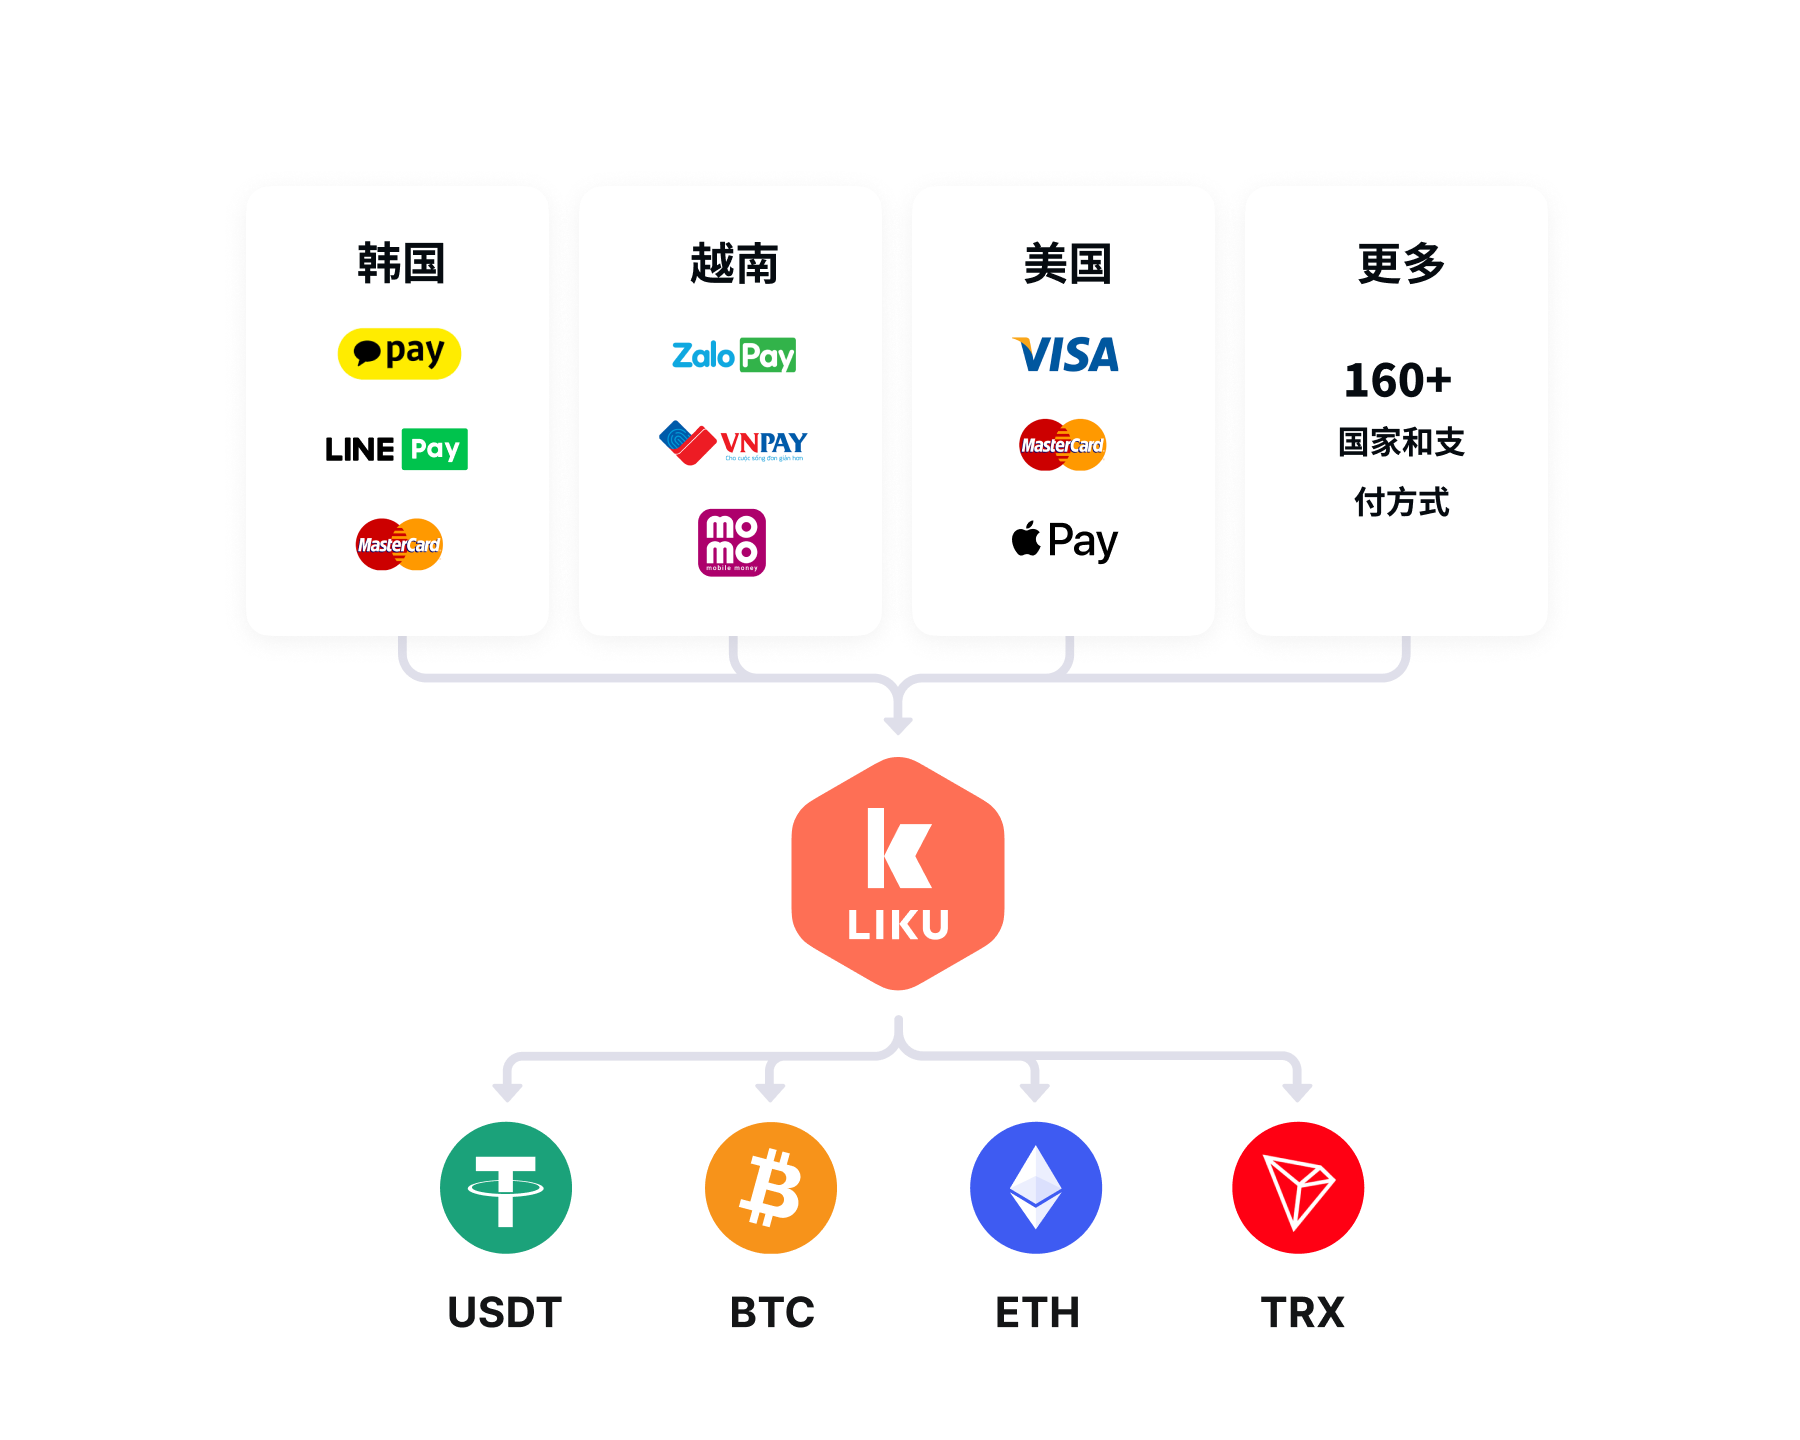 韩国
pay
LINE Pay
MasterCard
越南
Zalo Pay
VNPAY
Cho cuộc sống đơn giản hơn
mo
mo
mobile money
美国
VISA
MasterCard
Pay
更多
160+
国家和支
付方式
k
LIKU
USDT
BTC
ETH
TRX